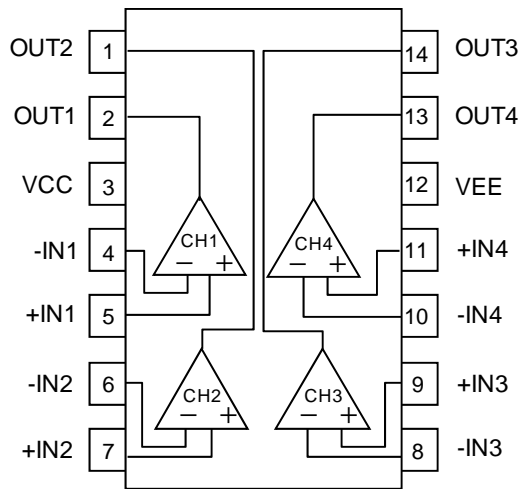 OUT2 1 14 OUT3
OUT1 2 13 OUT4
VCC 3 12 VEE
-IN1 4 CH1 CH4 11 +IN4
− + − +
+IN1 5 10 -IN4
-IN2 6 CH2 CH3 9 +IN3
− + − +
+IN2 7 8 -IN3